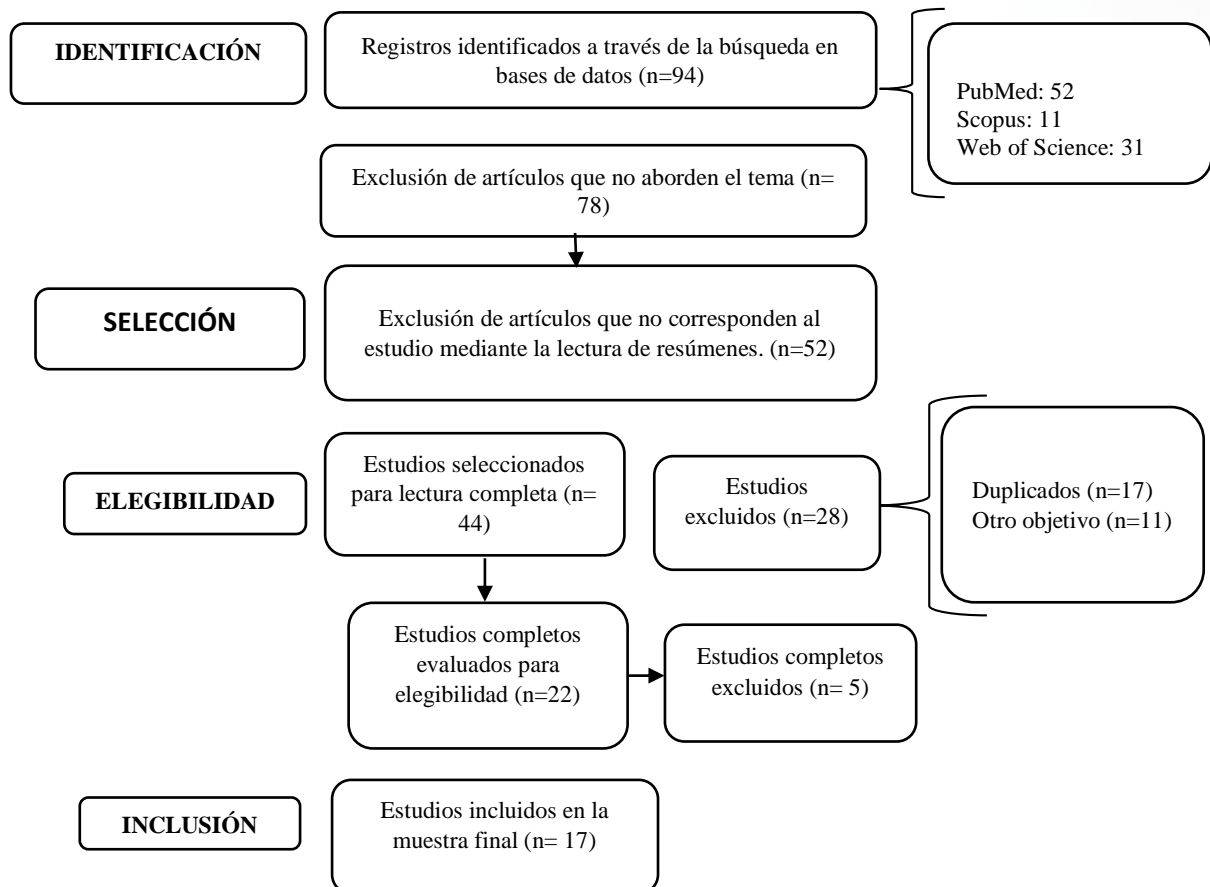 IDENTIFICACIÓN
Registros identificados a través de la búsqueda en
bases de datos (n=94)
PubMed: 52
Scopus: 11
Web of Science: 31
Exclusión de artículos que no aborden el tema (n=
78)
SELECCIÓN
Exclusión de artículos que no corresponden al
estudio mediante la lectura de resúmenes. (n=52)
ELEGIBILIDAD
Estudios seleccionados
para lectura completa (n=
44)
Estudios
excluidos (n=28)
Duplicados (n=17)
Otro objetivo (n=11)
Estudios completos
evaluados para
elegibilidad (n=22)
Estudios completos
excluidos (n= 5)
INCLUSIÓN
Estudios incluidos en la
muestra final (n= 17)